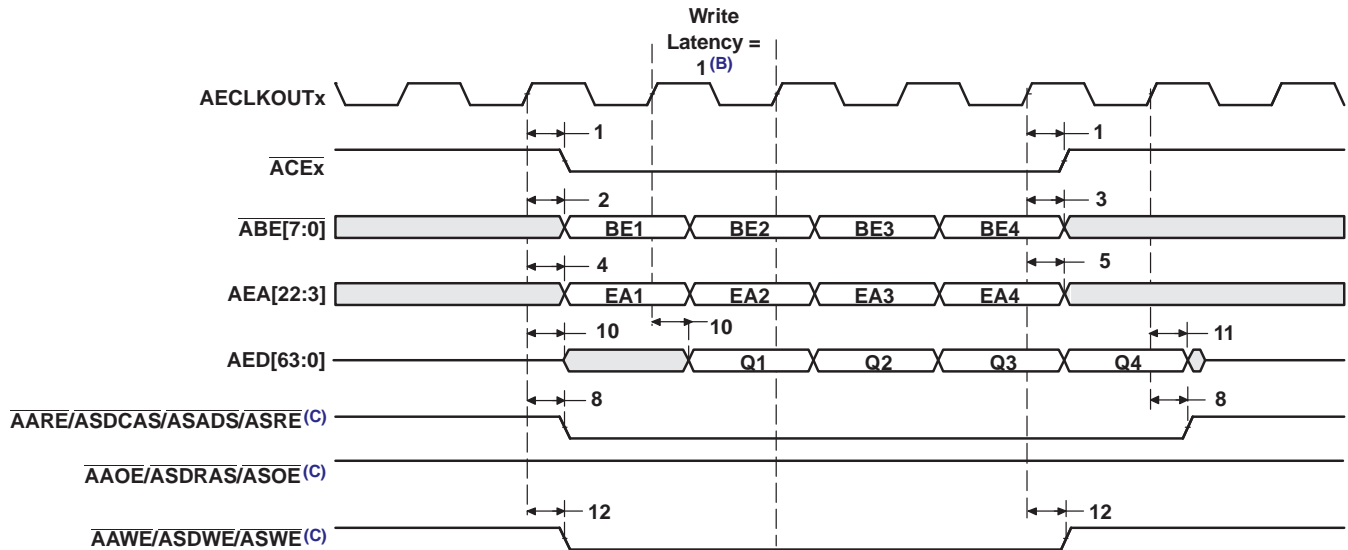 Write
Latency =
1(B)
AECLKOUTx
1 1
ACEx
2 3
ABE[7:0] BE1 BE2 BE3 BE4
4 5
AEA[22:3] EA1 EA2 EA3 EA4
10 10 11
AED[63:0] Q1 Q2 Q3 Q4
8 8
AARE/ASDCAS/ASADS/ASRE(C)
AAOE/ASDRAS/ASOE(C)
12 12
AAWE/ASDWE/ASWE(C)